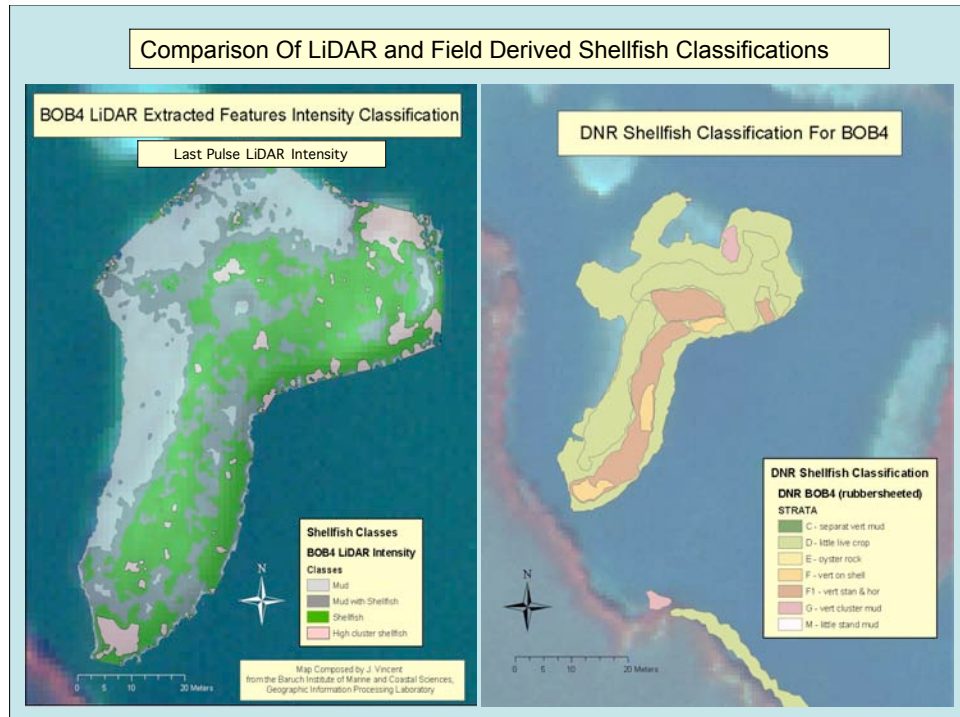 Comparison Of LiDAR and Field Derived Shellfish Classifications
BOB4 LiDAR Extracted Features Intensity Classification
Last Pulse LiDAR Intensity
Shellfish Classes
BOB4 LiDAR Intensity
Classes
Mud
Mud with Shellfish
Shellfish
High cluster shellfish
N
0 5 10 20 Meters
Map Composed by J. Vincent
from the Baruch Institute of Marine and Coastal Sciences,
Geographic Information Processing Laboratory
DNR Shellfish Classification For BOB4
DNR Shellfish Classification
DNR BOB4 (rubbersheeted)
STRATA
C - separat vert mud
D - little live crop
E - oyster rock
F - vert on shell
F1 - vert stan & hor
G - vert cluster mud
M - little stand mud
N
0 5 10 20 Meters